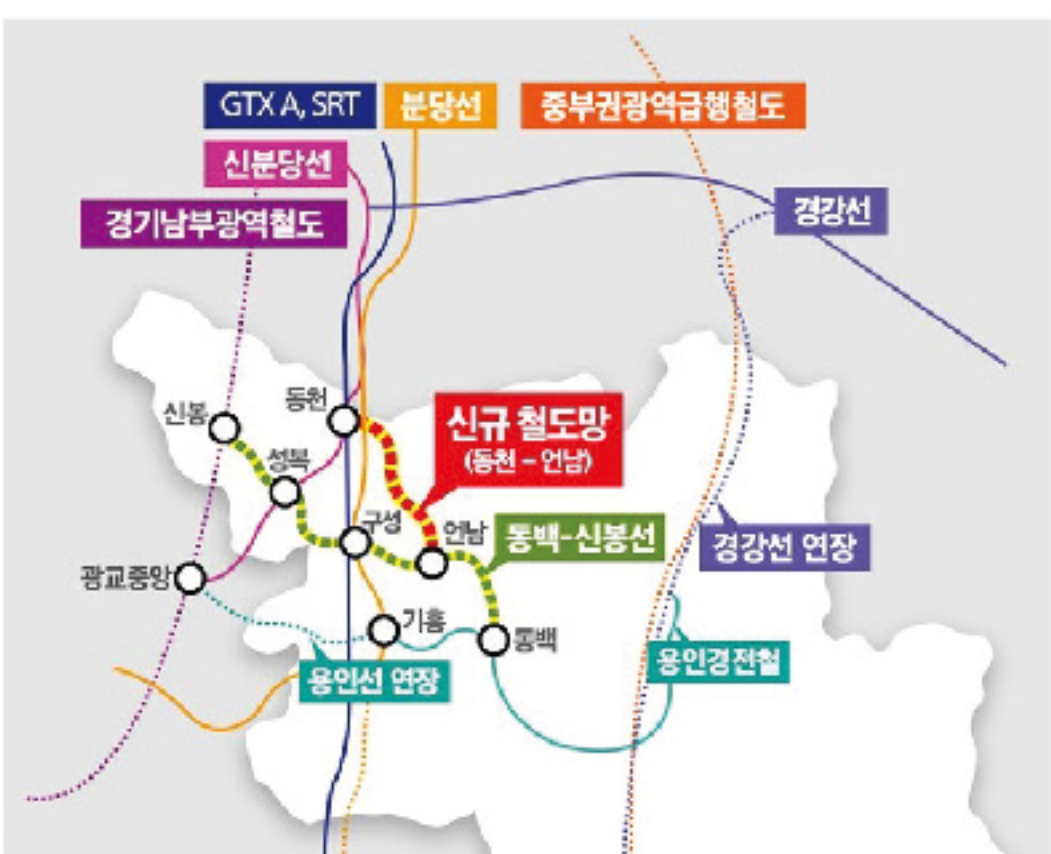 GTX A, SRT
분당선
중부권광역급행철도
신분당선
경기남부광역철도
경강선
신봉
동천
신규 철도망
(동천 – 언남)
성복
구성
언남
동백-신봉선
경강선 연장
광교중앙
기흥
동백
용인선 연장
용인경전철